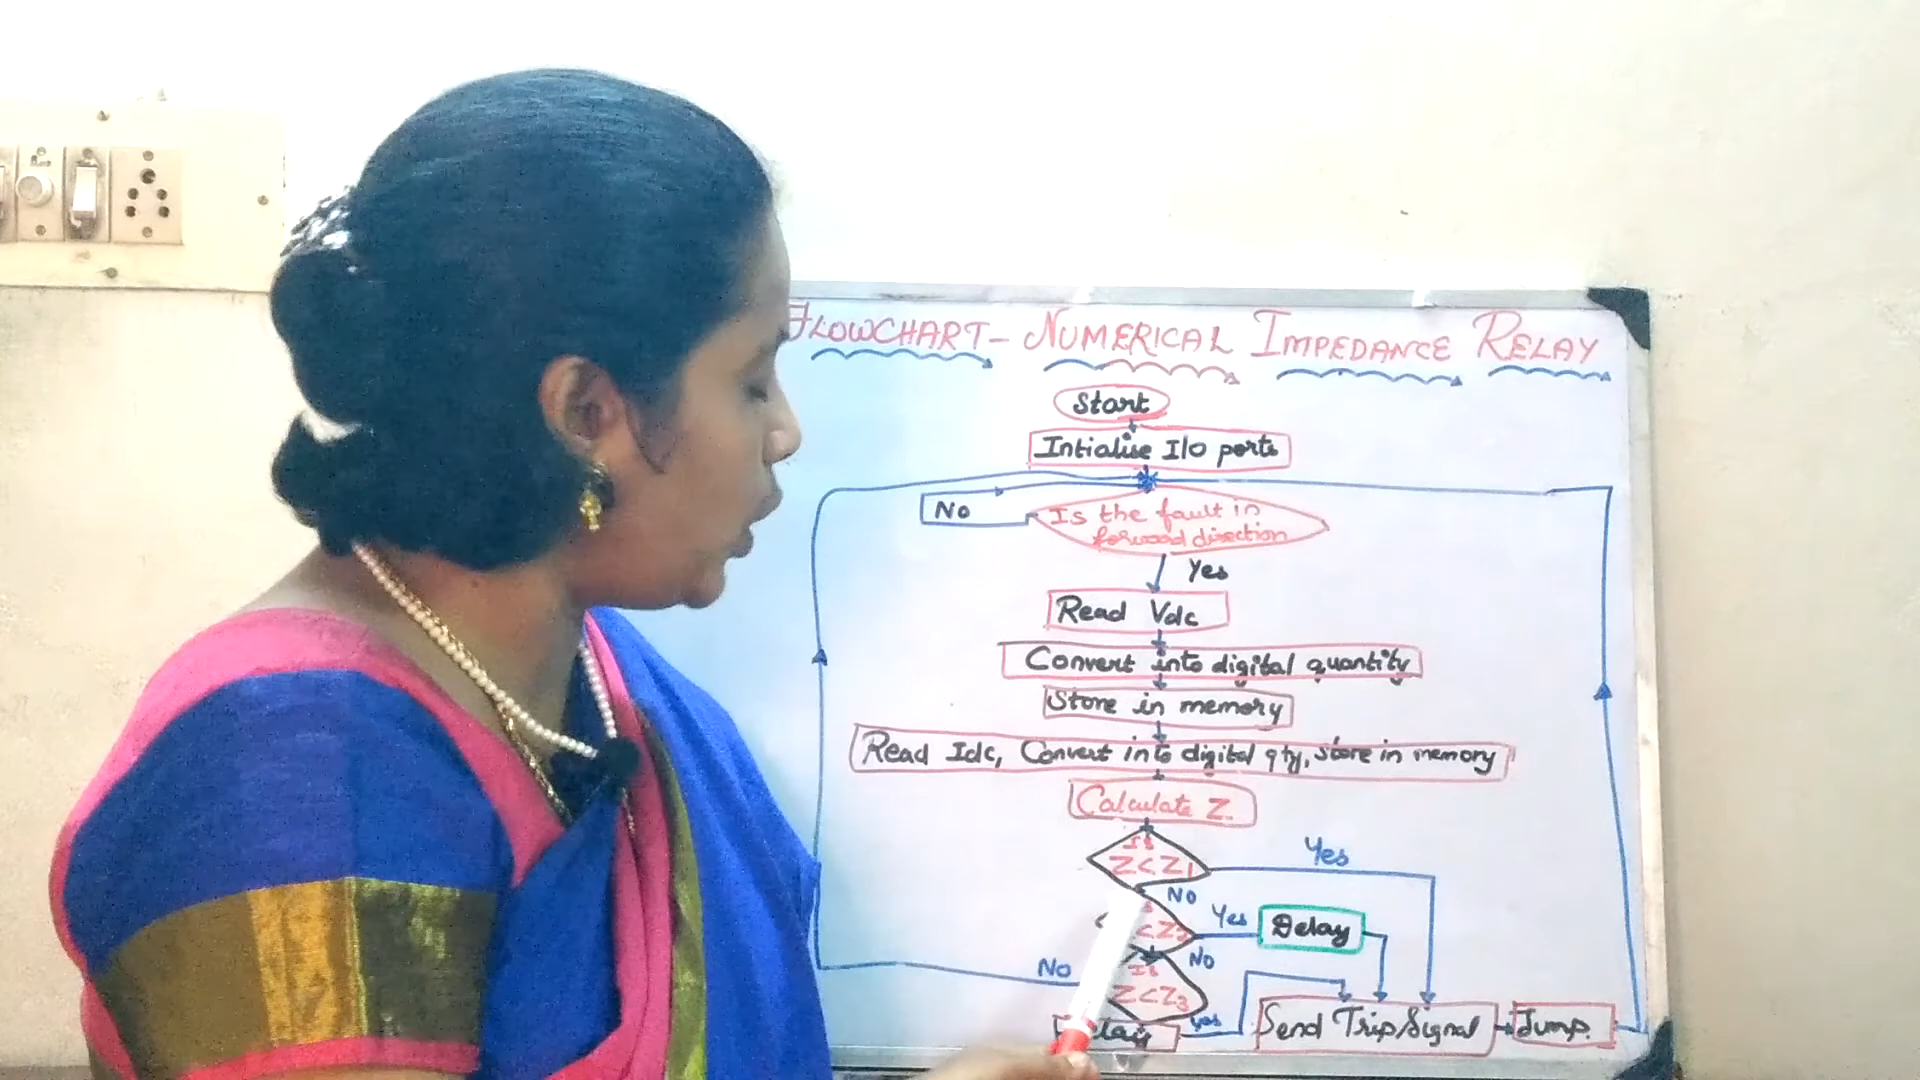 FLOWCHART - NUMERICAL IMPEDANCE RELAY
Start
Intialise I/O ports
No
Is the fault in
forward direction
Yes
Read Vdc
Convert into digital quantity
Store in memory
Read Idc, Convert into digital qty, store in memory
Calculate Z
Is
Z<Z1
Yes
No
<Z2
Yes
Delay
No
Is
Z<Z3
No
yes
Send Trip Signal
Jump